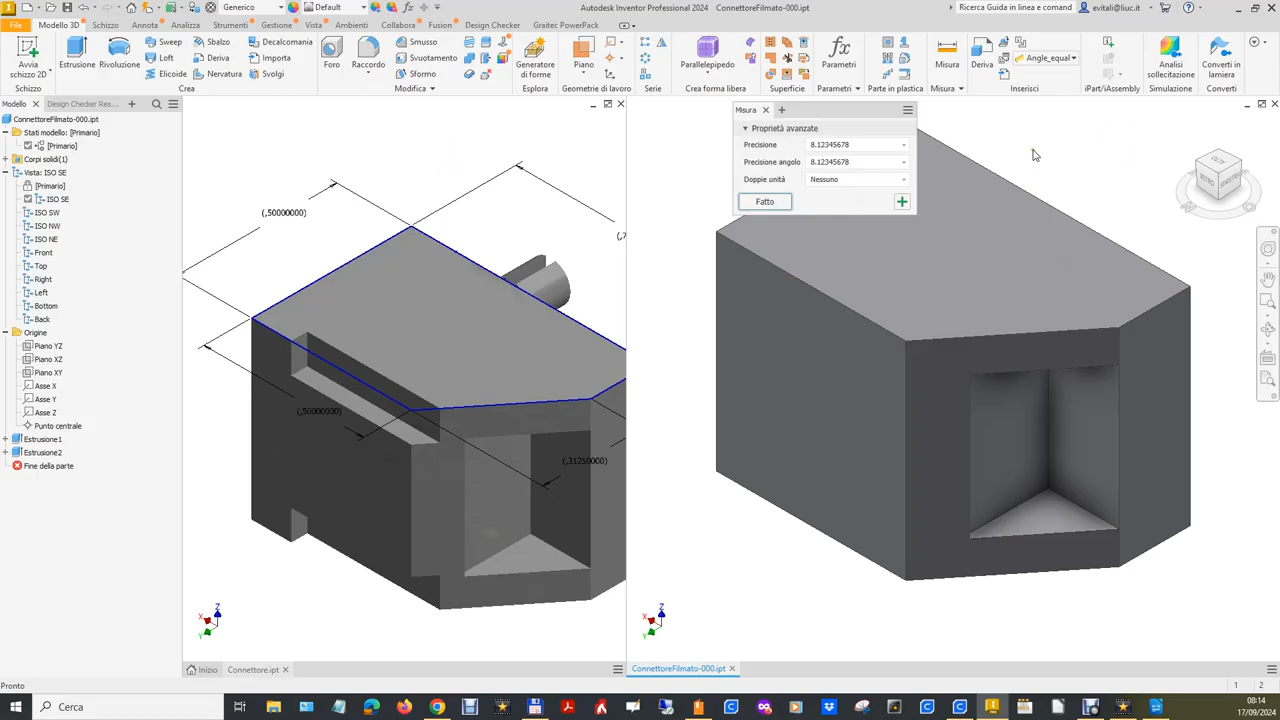 Generico
Default
Autodesk Inventor Professional 2024   ConnettoreFilmato-000.ipt
Ricerca Guida in linea e comand
evitali@liuc.it
File
Modello 3D
Schizzo
Annota
Analizza
Strumenti
Gestione
Vista
Ambienti
Collabora
Fusion
Design Checker
Graitec PowerPack
Avvia
schizzo 2D
Estrusione
Rivoluzione
Sweep
Loft
Elicoide
Sbalzo
Deriva
Nervatura
Decalcomania
Importa
Svolgi
Foro
Raccordo
Smusso
Svuotamento
Sformo
Generatore
di forme
Piano
Parallelepipedo
Parametri
Misura
Deriva
Angle_equal
Analisi
sollecitazione
Converti in
lamiera
Schizzo
Crea
Modifica
Esplora
Geometrie di lavoro
Serie
Crea forma libera
Superficie
Parametri
Parte in plastica
Misura
Inserisci
iPart/iAssembly
Simulazione
Converti
Modello
Design Checker Res...
ConnettoreFilmato-000.ipt
Stati modello: [Primario]
[Primario]
Corpi solidi(1)
Vista: ISO SE
[Primario]
ISO SE
ISO SW
ISO NW
ISO NE
Front
Top
Right
Left
Bottom
Back
Origine
Piano YZ
Piano XZ
Piano XY
Asse X
Asse Y
Asse Z
Punto centrale
Estrusione1
Estrusione2
Fine della parte
(,50000000)
(,7
(,50000000)
(,31250000)
Z
X
Y
Misura
Proprietà avanzate
Precisione
8.12345678
Precisione angolo
8.12345678
Doppie unità
Nessuno
Fatto
Z
X
Y
Inizio
Connettore.ipt
ConnettoreFilmato-000.ipt
Pronto
1
2
Cerca
08:14
17/09/2024